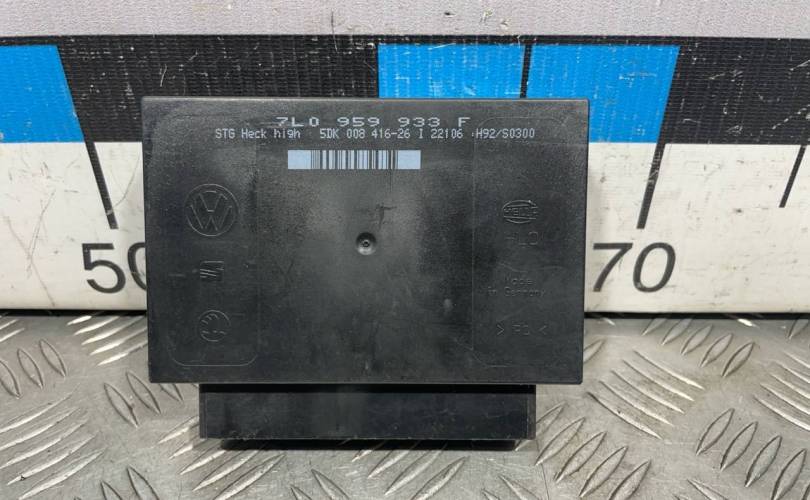 7L0 959 933 F
STG Heck high 5DK 008 416-26 I 22106 H92/S0300
VW
HELLA
Made
in Germany
50
70